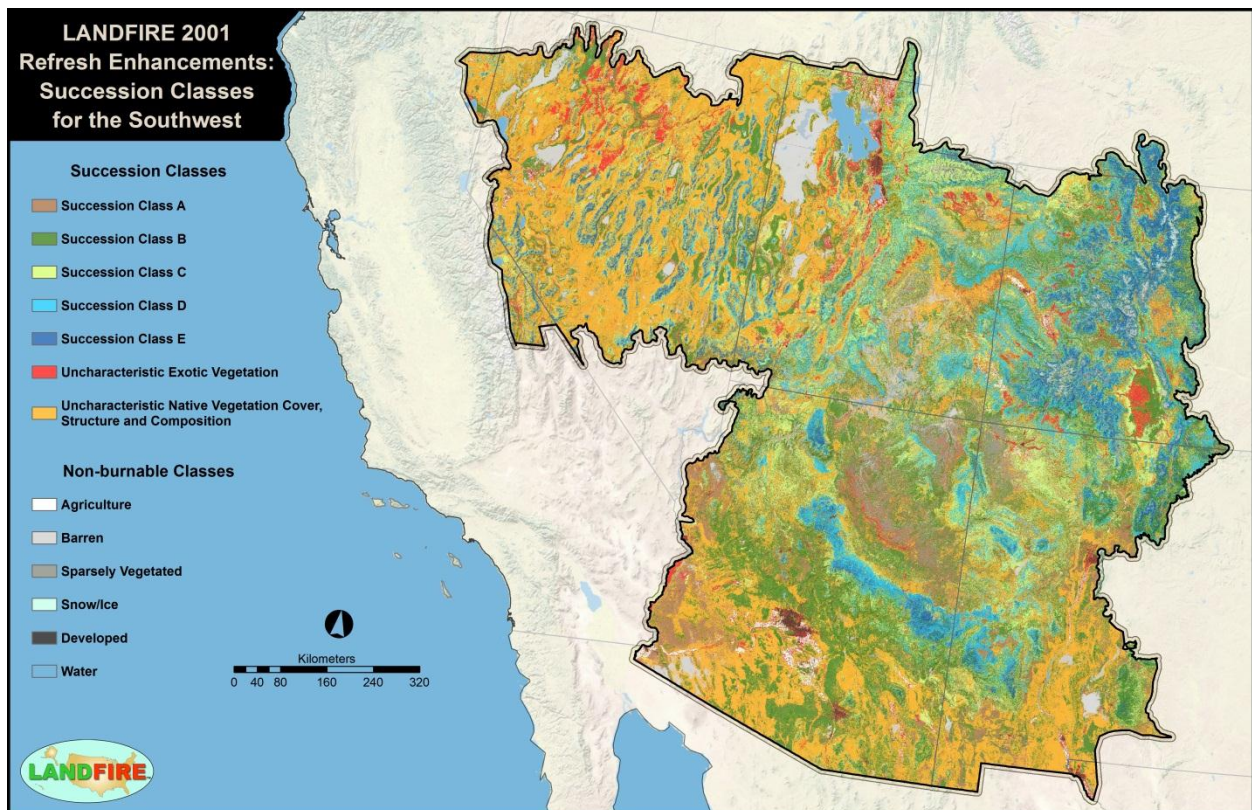 LANDFIRE 2001
Refresh Enhancements:
Succession Classes
for the Southwest
Succession Classes
Succession Class A
Succession Class B
Succession Class C
Succession Class D
Succession Class E
Uncharacteristic Exotic Vegetation
Uncharacteristic Native Vegetation Cover,
Structure and Composition
Non-burnable Classes
Agriculture
Barren
Sparsely Vegetated
Snow/Ice
Developed
Water
Kilometers
0 40 80 160 240 320
LANDFIRE